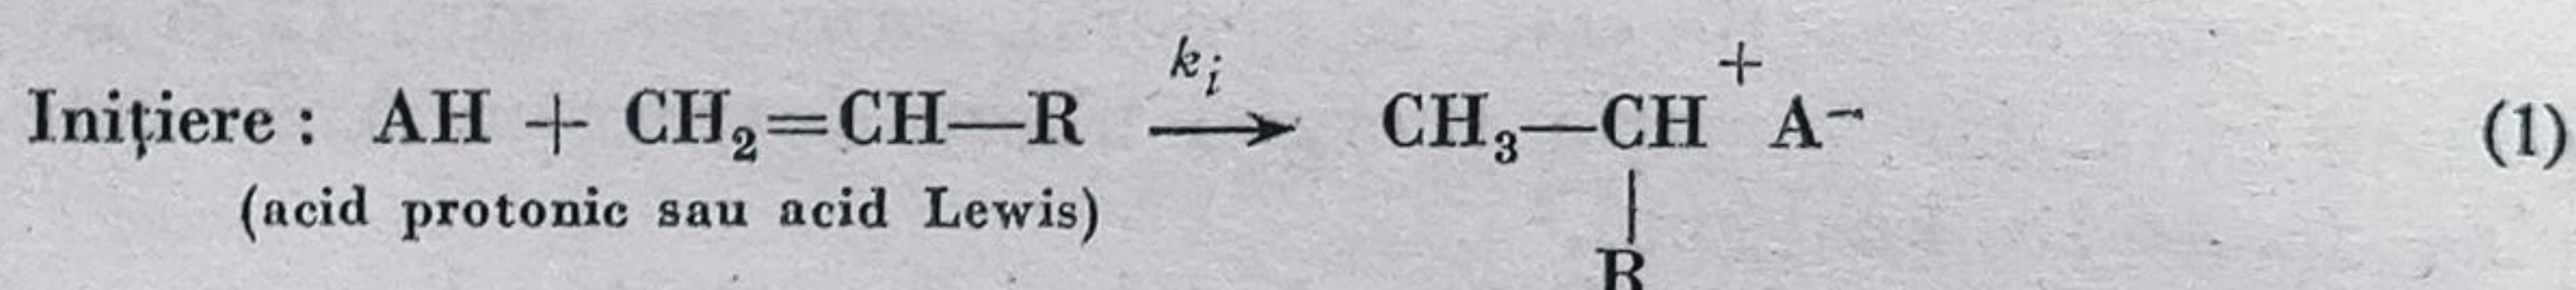 Inițiere : AH + CH₂=CH—R —kᵢ→ CH₃—CH⁺ A⁻ (1)
(acid protonic sau acid Lewis)
|
R